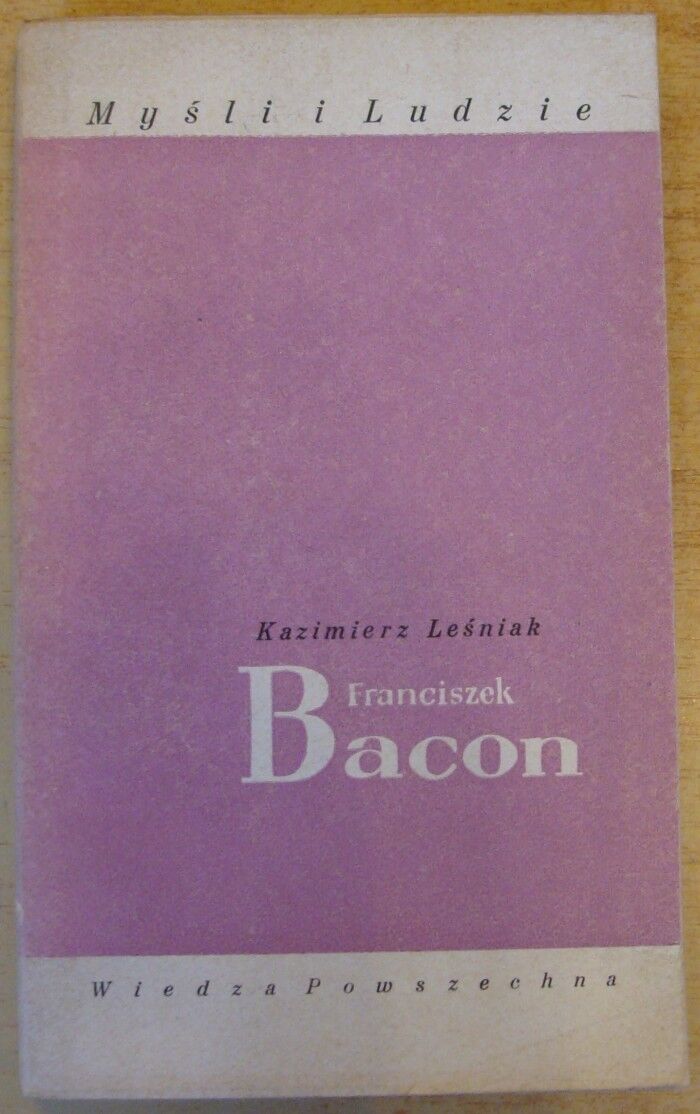 Myśli i Ludzie
Kazimierz Leśniak
Franciszek
Bacon
Wiedza Powszechna